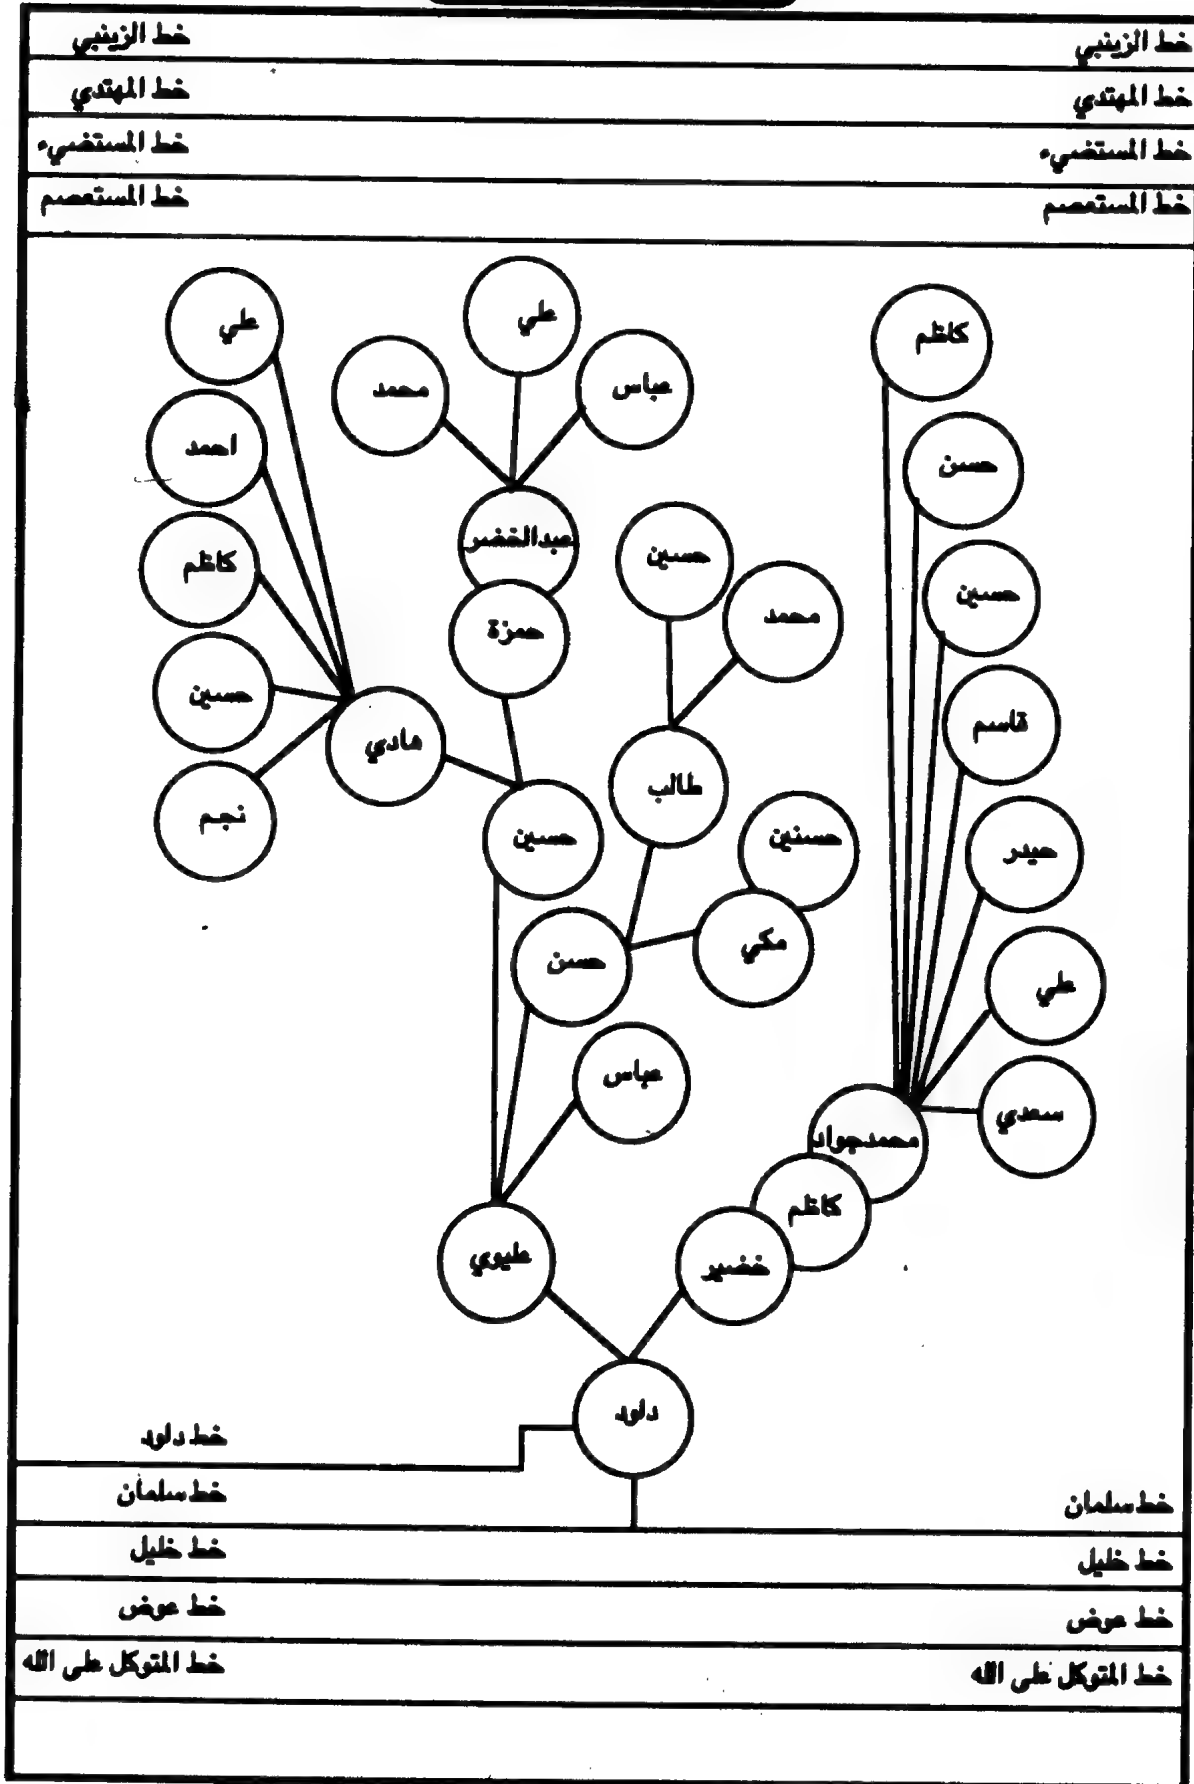 خط الزينبي خط الزينبي
خط المهتدي خط المهتدي
خط المستضيء خط المستضيء
خط المستعصم خط المستعصم
كاظم
حسن
حسين
قاسم
حيدر
علي
سعدي
محمدجواد
كاظم
خضير
علي
عباس
محمد
عبدالخضر
حمزة
حسين
محمد
طالب
حسنين
مكي
حسن
عباس
حسين
علي
احمد
كاظم
حسين
نجم
هادي
عليوي
داود
خط داود
خط سلمان خط سلمان
خط خليل خط خليل
خط عوض خط عوض
خط المتوكل على الله خط المتوكل على الله